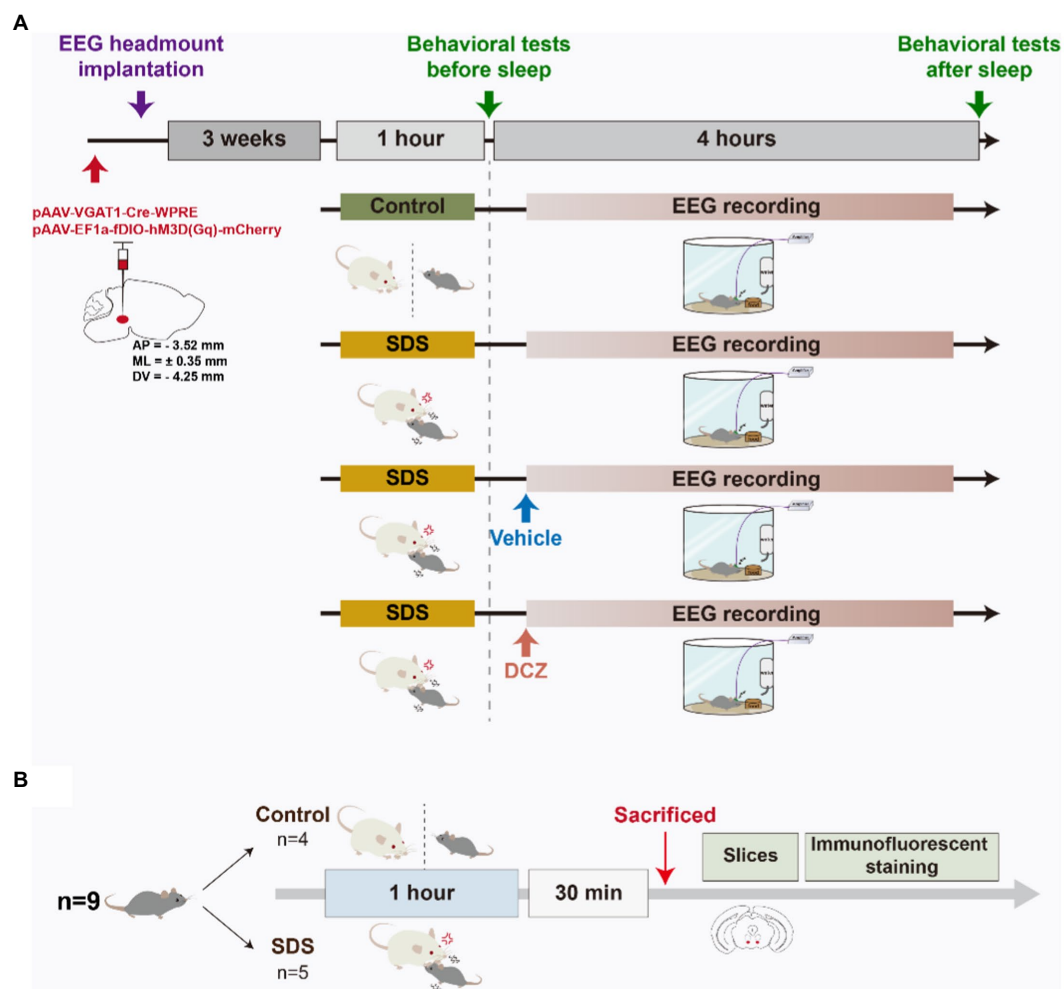 A
EEG headmount
implantation
Behavioral tests
before sleep
Behavioral tests
after sleep
3 weeks
1 hour
4 hours
pAAV-VGAT1-Cre-WPRE
pAAV-EF1a-fDIO-hM3D(Gq)-mCherry
AP = - 3.52 mm
ML = ± 0.35 mm
DV = - 4.25 mm
Control
EEG recording
SDS
EEG recording
SDS
EEG recording
Vehicle
SDS
EEG recording
DCZ
B
n=9
Control
n=4
SDS
n=5
1 hour
30 min
Sacrificed
Slices
Immunofluorescent
staining